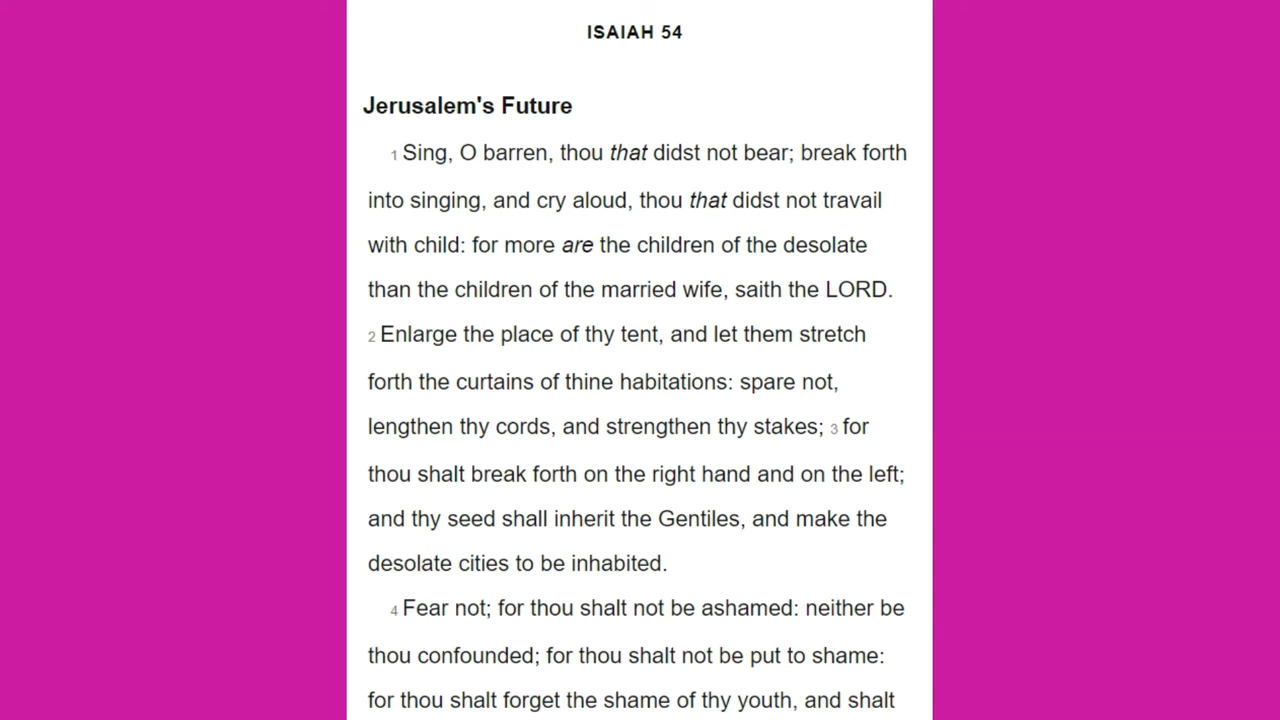 ISAIAH 54
Jerusalem's Future
1 Sing, O barren, thou that didst not bear; break forth
into singing, and cry aloud, thou that didst not travail
with child: for more are the children of the desolate
than the children of the married wife, saith the LORD.
2 Enlarge the place of thy tent, and let them stretch
forth the curtains of thine habitations: spare not,
lengthen thy cords, and strengthen thy stakes; 3 for
thou shalt break forth on the right hand and on the left;
and thy seed shall inherit the Gentiles, and make the
desolate cities to be inhabited.
4 Fear not; for thou shalt not be ashamed: neither be
thou confounded; for thou shalt not be put to shame:
for thou shalt forget the shame of thy youth, and shalt